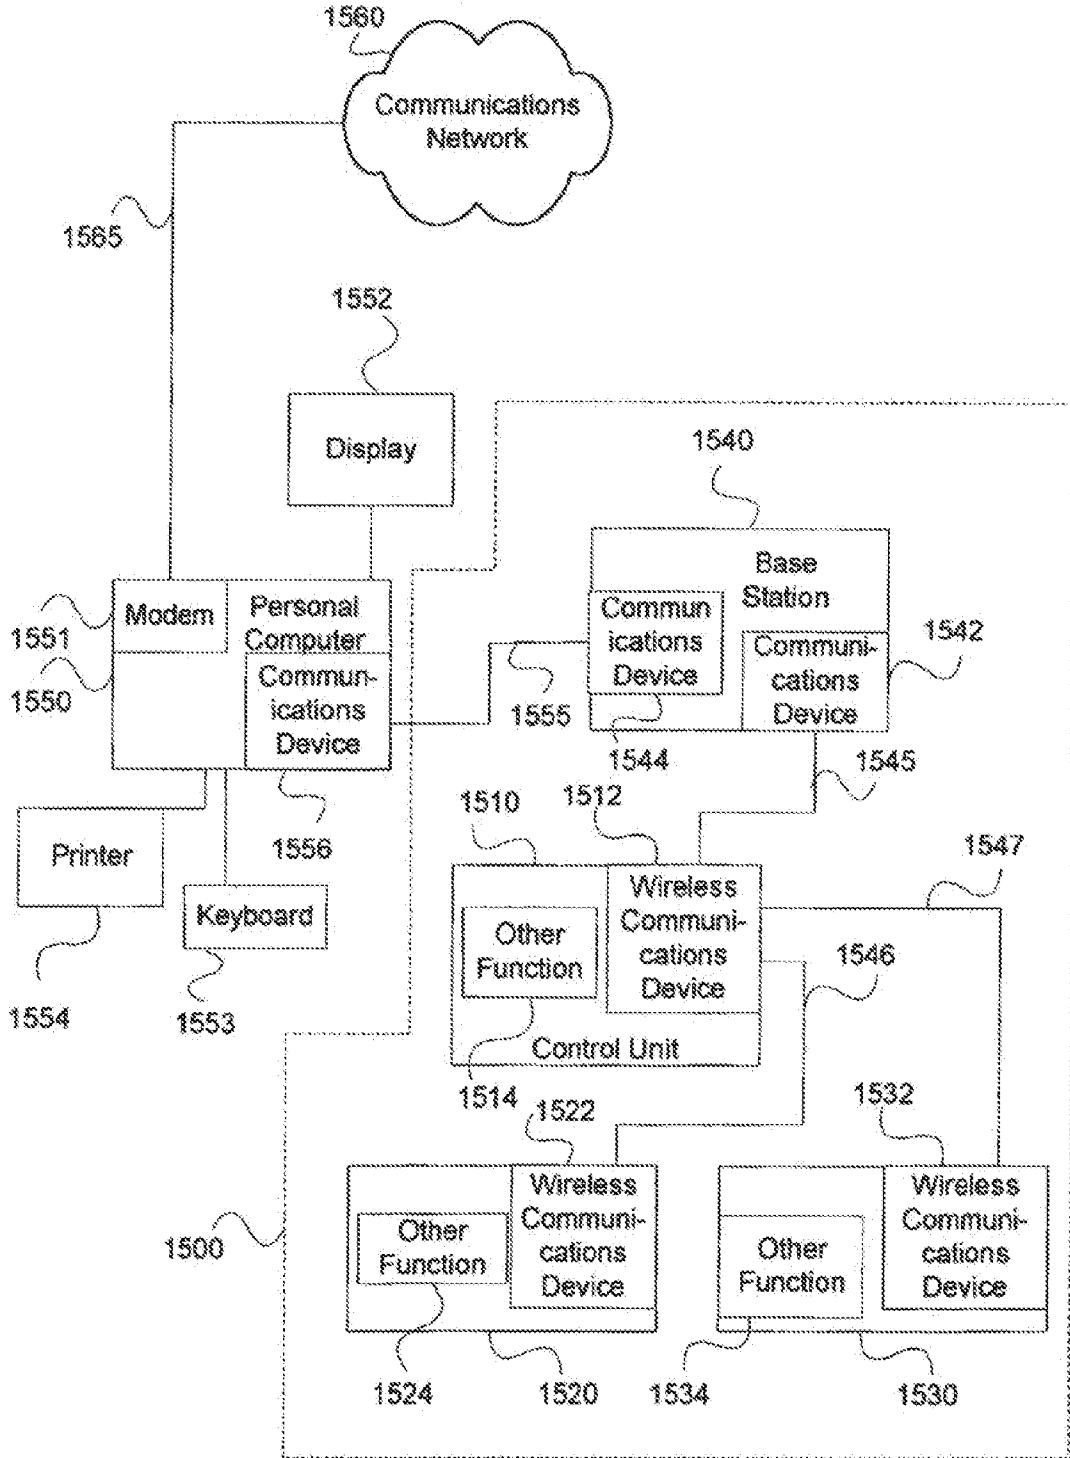 1560
Communications
Network
1565
1552
Display
1540
Base
Station
Modem
Personal
Computer
1551
1550
Commun-
ications
Device
Commun
ications
Device
Communi-
cations
Device
1542
1555
1544
1545
1556
Printer
Keyboard
1554
1553
1510
1512
1547
Wireless
Communi-
cations
Device
Other
Function
1546
Control Unit
1514
1522
1532
Wireless
Communi-
cations
Device
Other
Function
Wireless
Communi-
cations
Device
Other
Function
1500
1524
1520
1534
1530